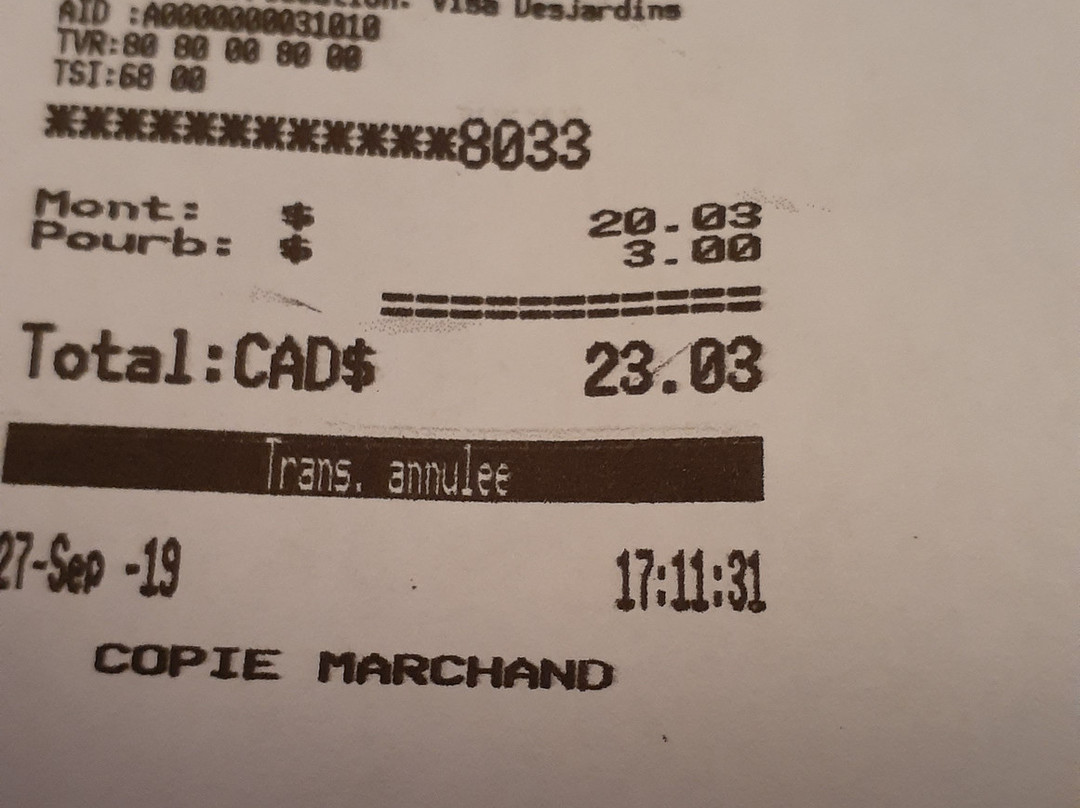 Visa Desjardins
AID :A0000000031010
TVR:80 80 00 80 00
TSI:68 00
************8033
Mont: $ 20.03
Pourb: $ 3.00
============
Total:CAD$ 23.03
Trans. annulee
27-Sep -19 17:11:31
COPIE MARCHAND